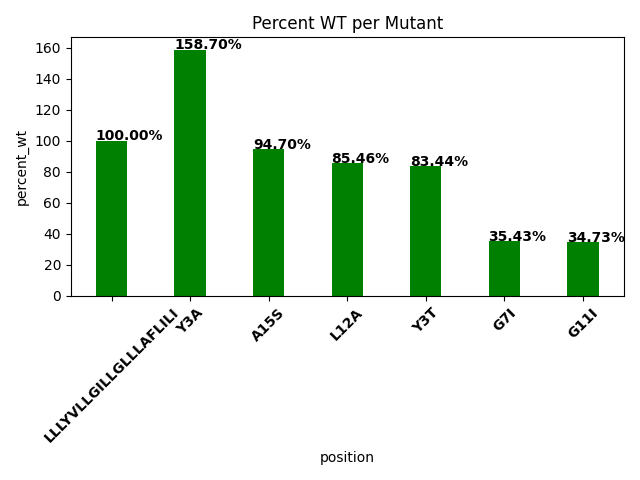 Percent WT per Mutant
percent_wt
160
140
120
100
80
60
40
20
0
100.00%
158.70%
94.70%
85.46%
83.44%
35.43%
34.73%
LLLYVLLGILLGLLLAFLILI
Y3A
A15S
L12A
Y3T
G7I
G11I
position